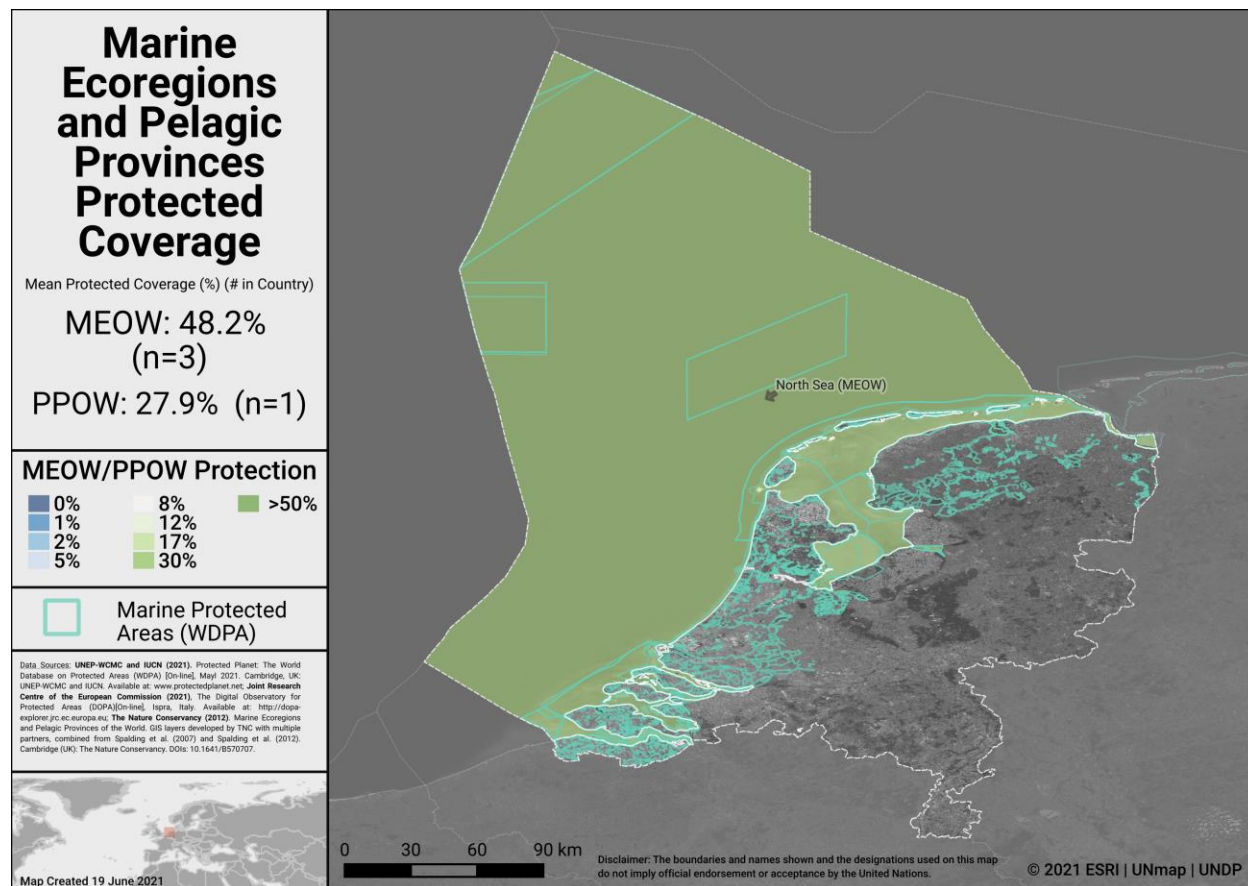 Marine
Ecoregions
and Pelagic
Provinces
Protected
Coverage
Mean Protected Coverage (%) (# in Country)
MEOW: 48.2%
(n=3)
PPOW: 27.9% (n=1)
MEOW/PPOW Protection
0%
1%
2%
5%
8%
12%
17%
30%
>50%
Marine Protected
Areas (WDPA)
Data Sources: UNEP-WCMC and IUCN (2021). Protected Planet: The World
Database on Protected Areas (WDPA) [On-line], Mayl 2021. Cambridge, UK:
UNEP-WCMC and IUCN. Available at: www.protectedplanet.net; Joint Research
Centre of the European Commission (2021), The Digital Observatory for
Protected Areas (DOPA)[On-line], Ispra, Italy. Available at: http://dopa-
explorer.jrc.ec.europa.eu; The Nature Conservancy (2012). Marine Ecoregions
and Pelagic Provinces of the World. GIS layers developed by TNC with multiple
partners, combined from Spalding et al. (2007) and Spalding et al. (2012).
Cambridge (UK): The Nature Conservancy. DOIs: 10.1641/B570707.
Map Created 19 June 2021
North Sea (MEOW)
0 30 60 90 km
Disclaimer: The boundaries and names shown and the designations used on this map
do not imply official endorsement or acceptance by the United Nations.
© 2021 ESRI | UNmap | UNDP